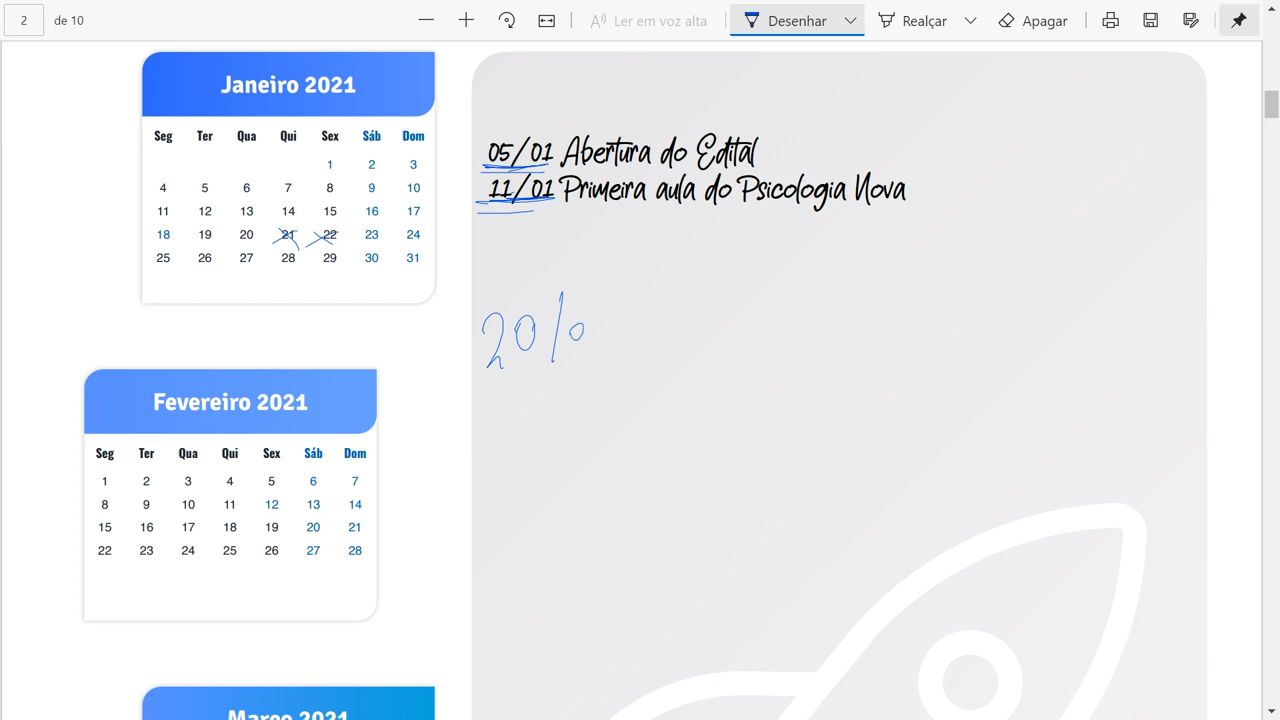 2 de 10 Ler em voz alta Desenhar Realçar Apagar
Janeiro 2021
Seg Ter Qua Qui Sex Sáb Dom
1 2 3
4 5 6 7 8 9 10
11 12 13 14 15 16 17
18 19 20 21 22 23 24
25 26 27 28 29 30 31
05/01 Abertura do Edital
11/01 Primeira aula do Psicologia Nova
20%
Fevereiro 2021
Seg Ter Qua Qui Sex Sáb Dom
1 2 3 4 5 6 7
8 9 10 11 12 13 14
15 16 17 18 19 20 21
22 23 24 25 26 27 28
Março 2021